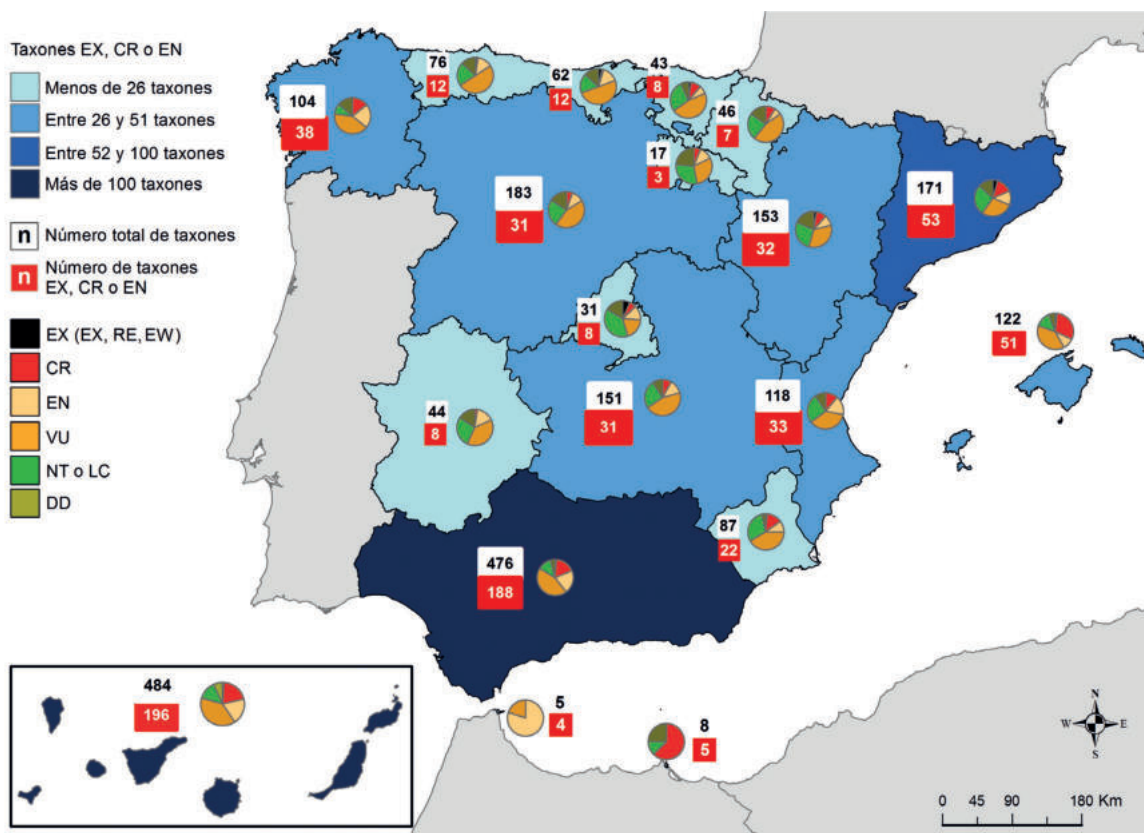 Taxones EX, CR o EN
Menos de 26 taxones
Entre 26 y 51 taxones
Entre 52 y 100 taxones
Más de 100 taxones
n Número total de taxones
n Número de taxones
EX, CR o EN
EX (EX, RE, EW)
CR
EN
VU
NT o LC
DD
104
38
76
12
62
12
43
8
46
7
17
3
183
31
153
32
171
53
31
8
122
51
44
8
151
31
118
33
87
22
476
188
484
196
5
4
8
5
N
W E
S
0 45 90 180 Km